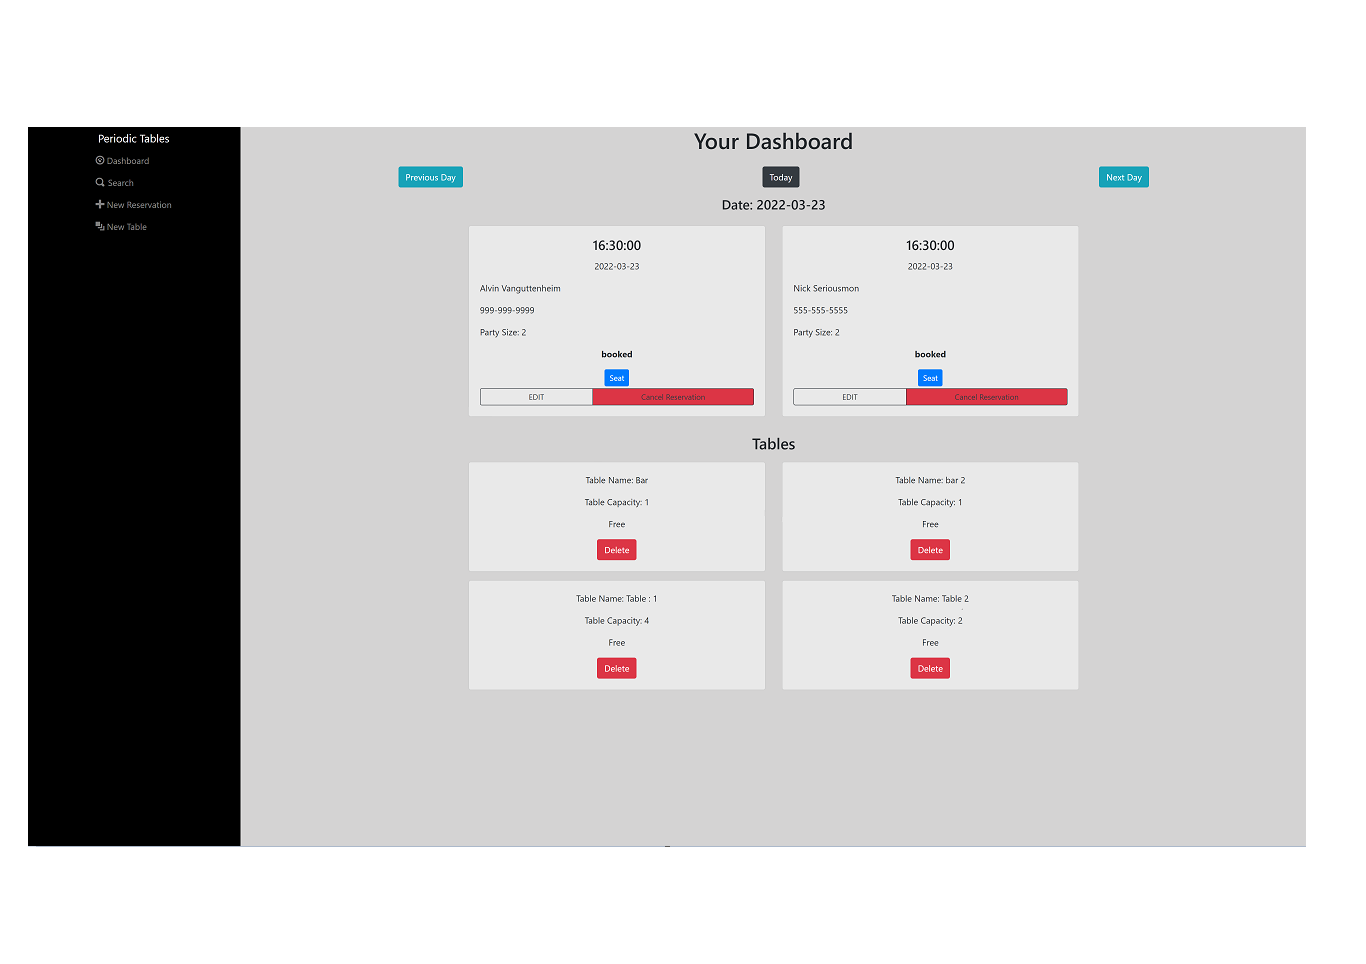 Periodic Tables
Dashboard
Search
New Reservation
New Table
Your Dashboard
Previous Day
Today
Next Day
Date: 2022-03-23
16:30:00
2022-03-23
Alvin Vanguttenheim
999-999-9999
Party Size: 2
booked
Seat
EDIT
Cancel Reservation
16:30:00
2022-03-23
Nick Seriousmon
555-555-5555
Party Size: 2
booked
Seat
EDIT
Cancel Reservation
Tables
Table Name: Bar
Table Capacity: 1
Free
Delete
Table Name: bar 2
Table Capacity: 1
Free
Delete
Table Name: Table : 1
Table Capacity: 4
Free
Delete
Table Name: Table 2
Table Capacity: 2
Free
Delete